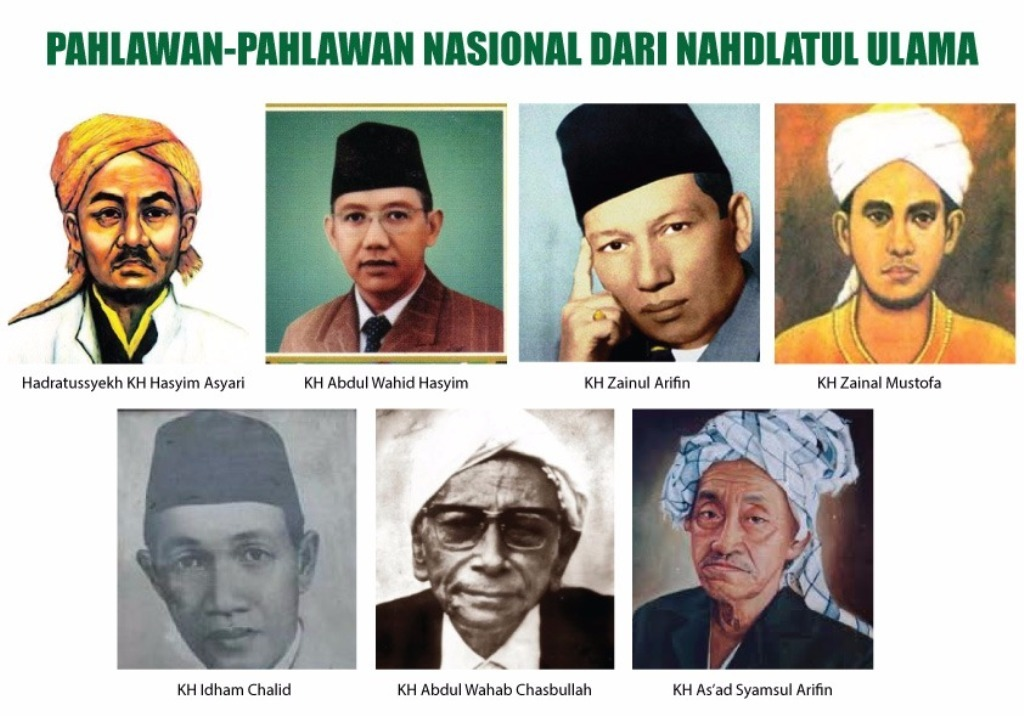 PAHLAWAN-PAHLAWAN NASIONAL DARI NAHDLATUL ULAMA
Hadratussyekh KH Hasyim Asyari
KH Abdul Wahid Hasyim
KH Zainul Arifin
KH Zainal Mustofa
KH Idham Chalid
KH Abdul Wahab Chasbullah
KH As'ad Syamsul Arifin